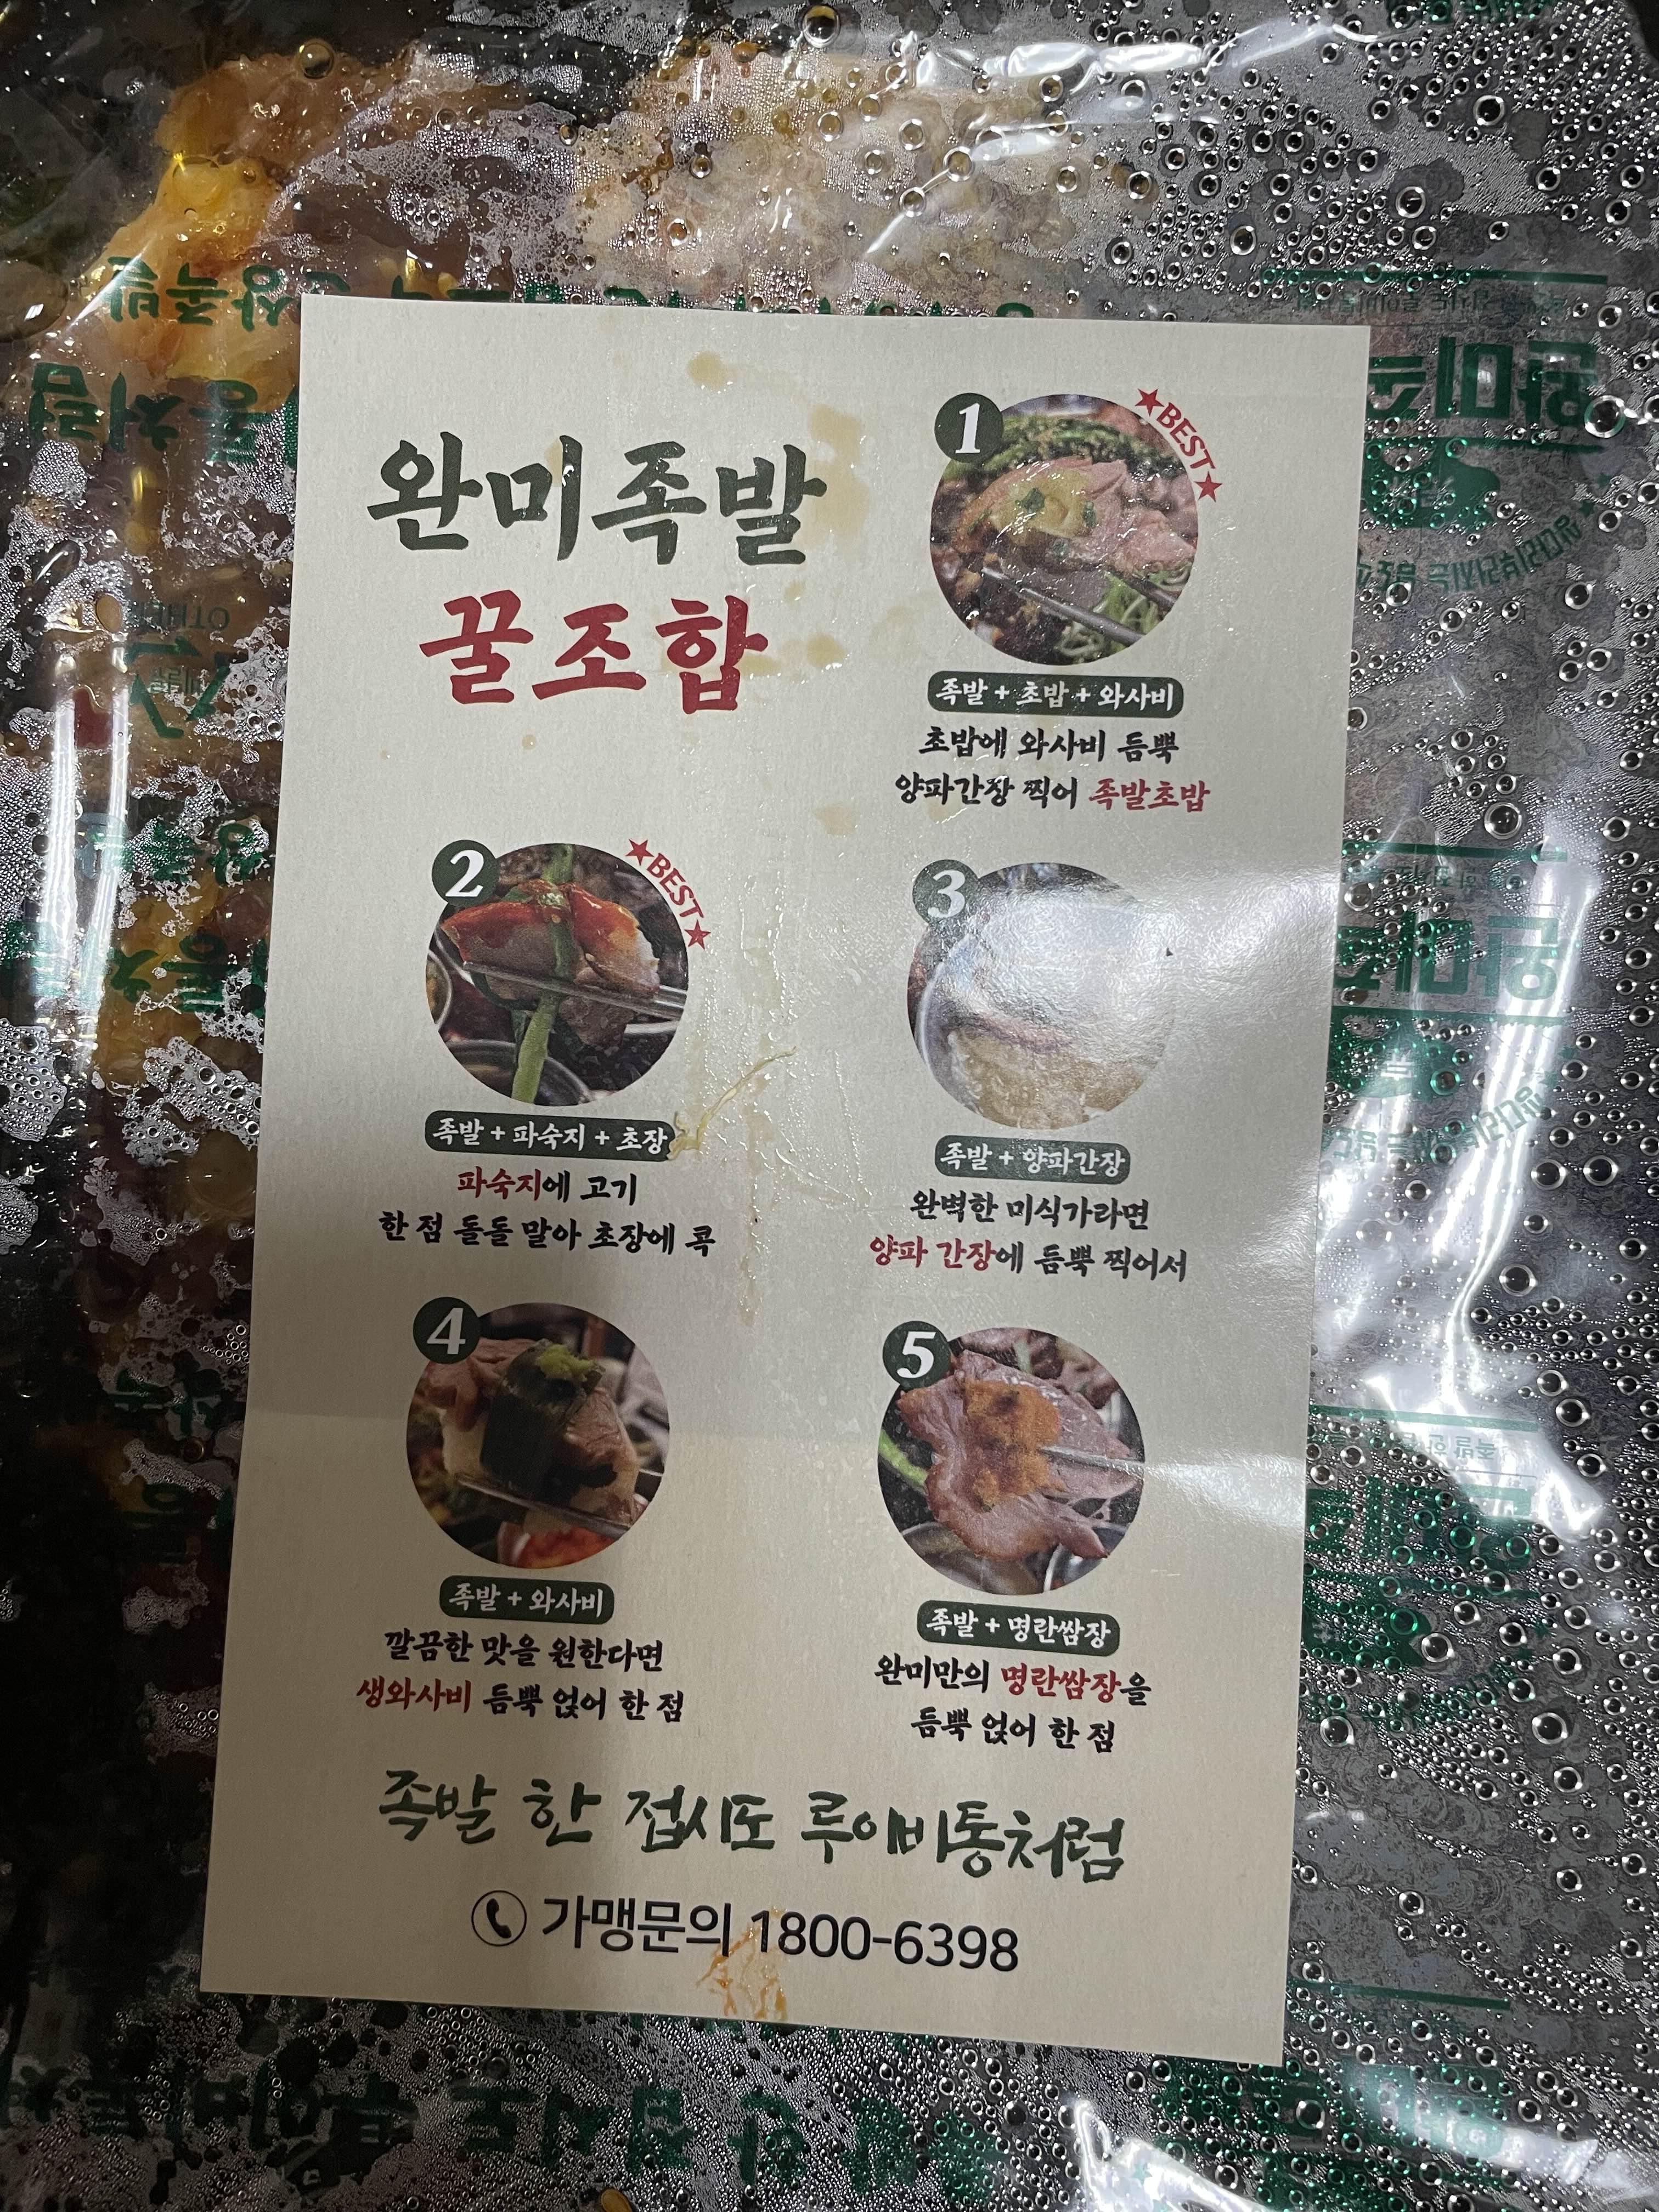 완미족발
꿀조합
1
★BEST★
족발 + 초밥 + 와사비
초밥에 와사비 듬뿍
양파간장 찍어 족발초밥
2
★BEST★
족발 + 파숙지 + 초장
파숙지에 고기
한 점 돌돌 말아 초장에 콕
3
족발 + 양파간장
완벽한 미식가라면
양파 간장에 듬뿍 찍어서
4
족발 + 와사비
깔끔한 맛을 원한다면
생와사비 듬뿍 얹어 한 점
5
족발 + 명란쌈장
완미만의 명란쌈장을
듬뿍 얹어 한 점
족발 한 접시도 루이비통처럼
가맹문의 1800-6398